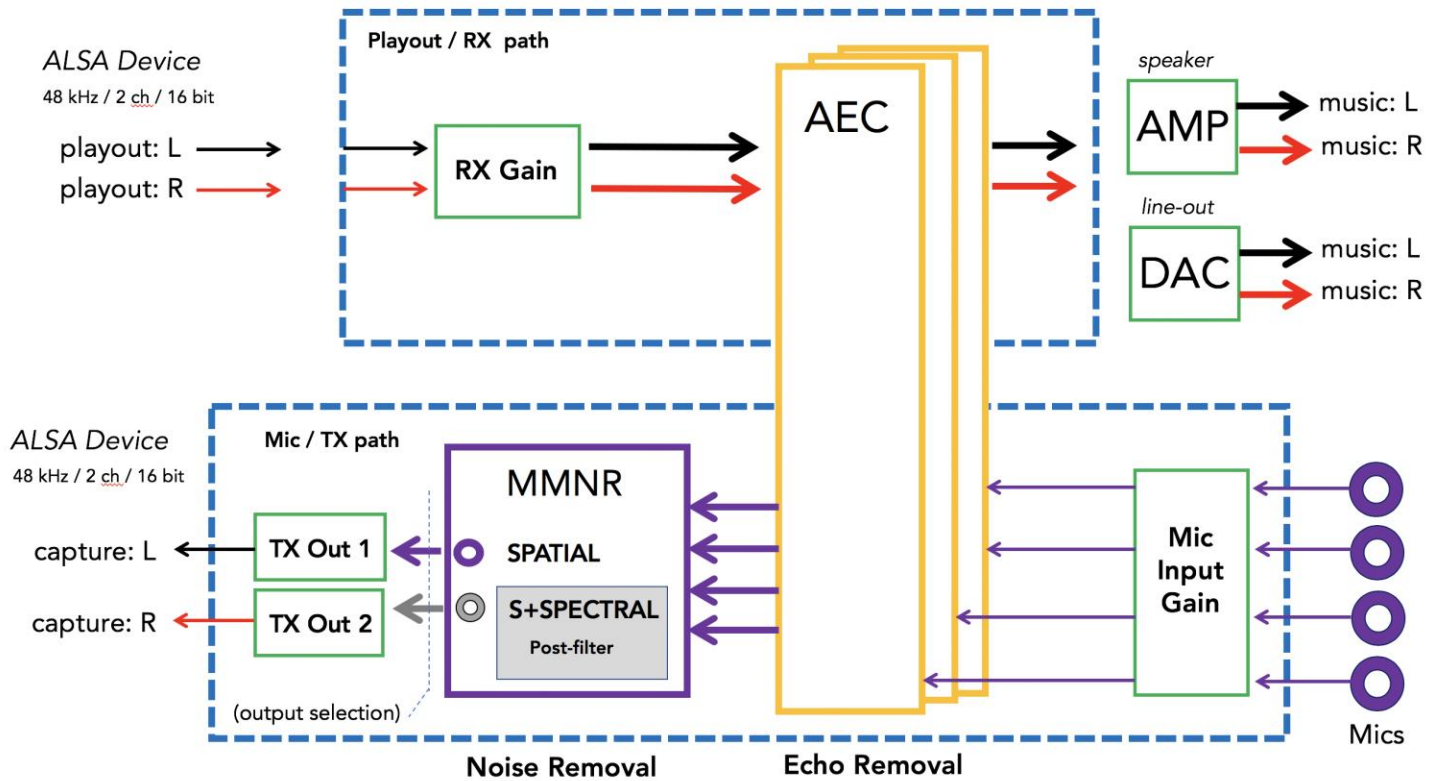 Playout / RX path
ALSA Device
48 kHz / 2 ch / 16 bit
playout: L
playout: R
RX Gain
AEC
speaker
AMP
music: L
music: R
line-out
DAC
music: L
music: R
ALSA Device
48 kHz / 2 ch / 16 bit
Mic / TX path
capture: L
capture: R
TX Out 1
TX Out 2
(output selection)
MMNR
SPATIAL
S+SPECTRAL
Post-filter
Mic
Input
Gain
Mics
Noise Removal
Echo Removal